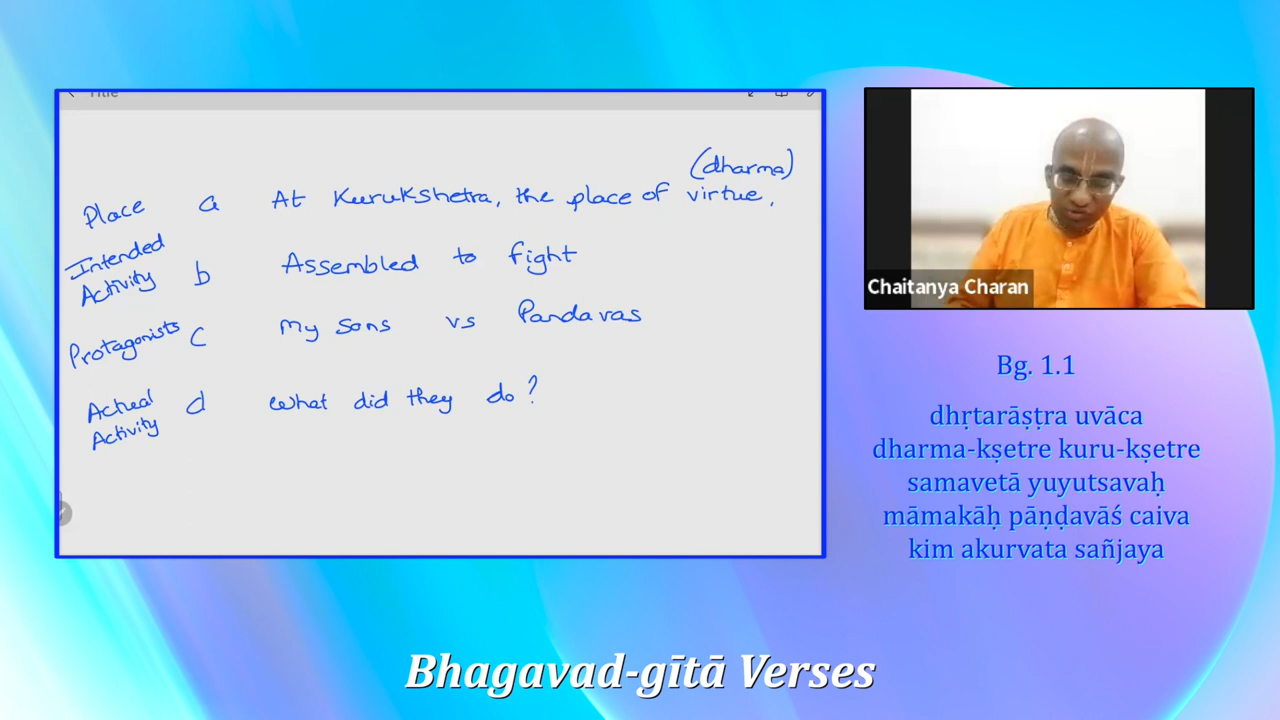 Title
(dharma)
Place a At Kurukshetra, the place of virtue,
Intended
Activity b Assembled to fight
Protagonists c My sons vs Pandavas
Actual
Activity d What did they do?
Chaitanya Charan
Bg. 1.1
dhṛtarāṣṭra uvāca
dharma-kṣetre kuru-kṣetre
samavetā yuyutsavaḥ
māmakāḥ pāṇḍavāś caiva
kim akurvata sañjaya
Bhagavad-gītā Verses